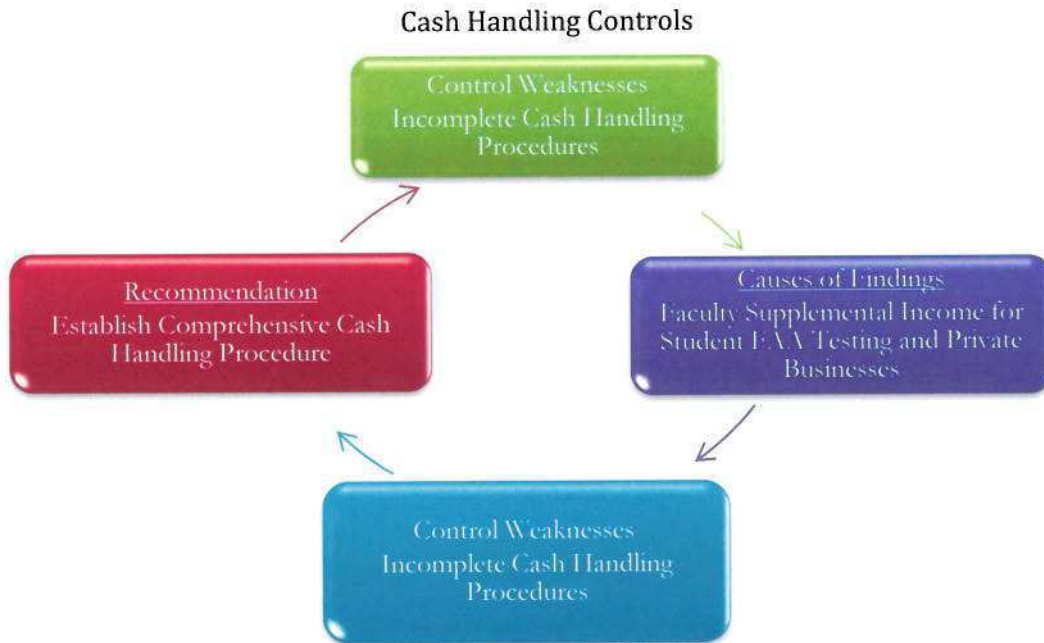 Cash Handling Controls
Control Weaknesses
Incomplete Cash Handling
Procedures
Causes of Findings
Faculty Supplemental Income for
Student FAA Testing and Private
Businesses
Control Weaknesses
Incomplete Cash Handling
Procedures
Recommendation
Establish Comprehensive Cash
Handling Procedure